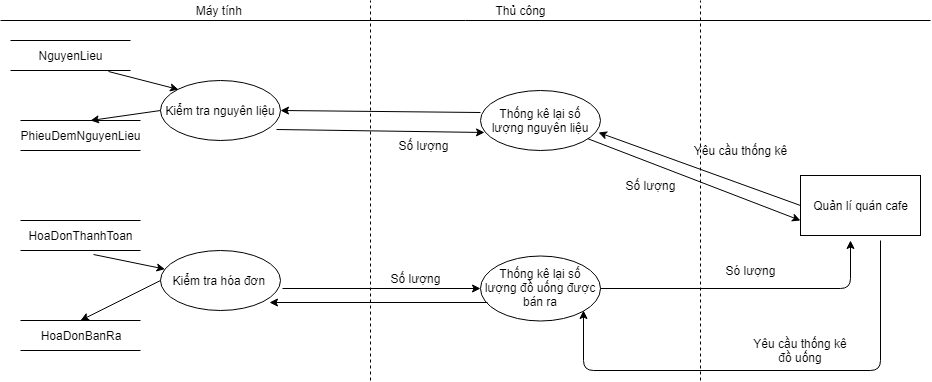 Máy tính
Thủ công
NguyenLieu
Kiểm tra nguyên liệu
PhieuDemNguyenLieu
Thống kê lại số
lượng nguyên liệu
Số lượng
Yêu cầu thống kê
Số lượng
Quản lí quán cafe
HoaDonThanhToan
Kiểm tra hóa đơn
Số lượng
Thống kê lại số
lượng đồ uống được
bán ra
Só lượng
HoaDonBanRa
Yêu cầu thống kê
đồ uống